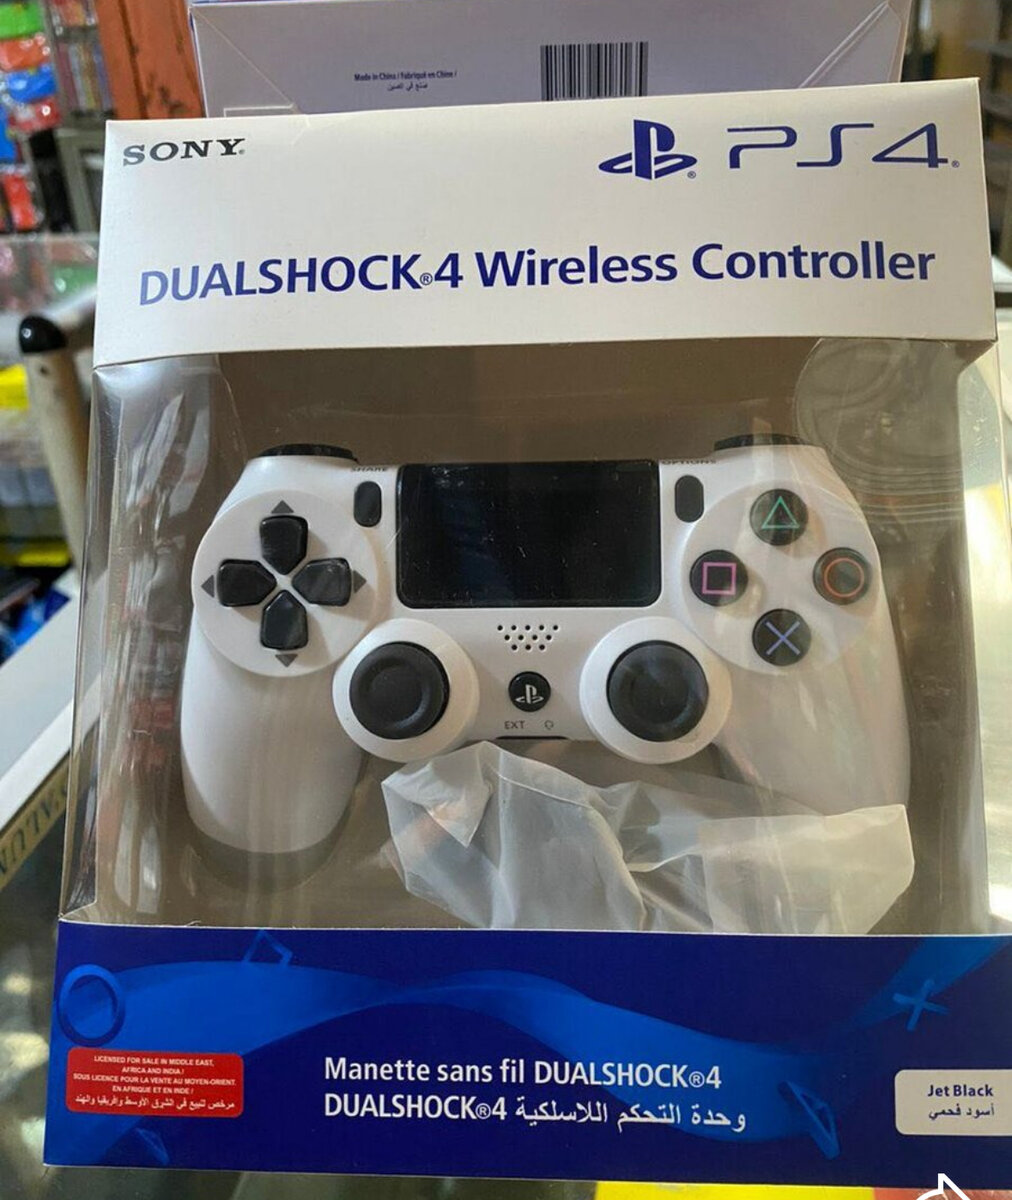 Made in China / Fabriqué en Chine /
صنع في الصين
SONY®
PS4®
DUALSHOCK®4 Wireless Controller
SHARE
OPTIONS
EXT
LICENSED FOR SALE IN MIDDLE EAST,
AFRICA AND INDIA /
SOUS LICENCE POUR LA VENTE AU MOYEN-ORIENT,
EN AFRIQUE ET EN INDE /
مرخص للبيع في الشرق الأوسط وأفريقيا والهند
Manette sans fil DUALSHOCK®4
وحدة التحكم اللاسلكية DUALSHOCK®4
Jet Black
أسود فحمي